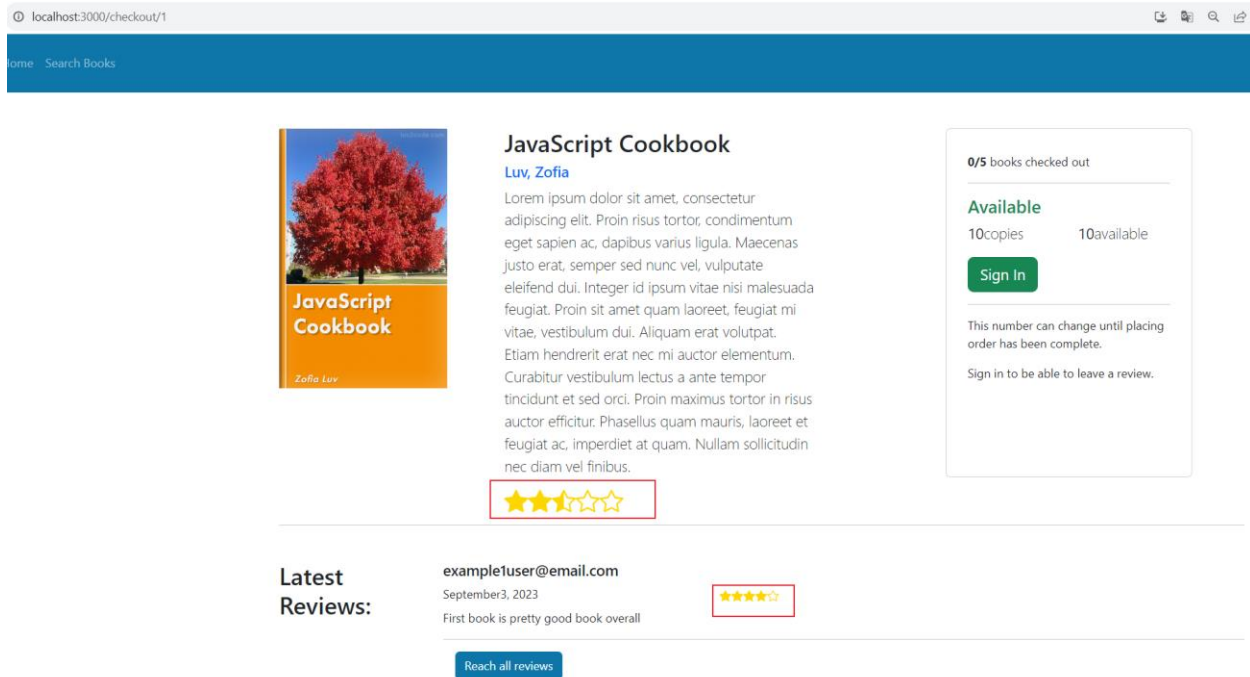 localhost:3000/checkout/1
ome Search Books
JavaScript
Cookbook
Zofia Luv
JavaScript Cookbook
Luv, Zofia
Lorem ipsum dolor sit amet, consectetur
adipiscing elit. Proin risus tortor, condimentum
eget sapien ac, dapibus varius ligula. Maecenas
justo erat, semper sed nunc vel, vulputate
eleifend dui. Integer id ipsum vitae nisi malesuada
feugiat. Proin sit amet quam laoreet, feugiat mi
vitae, vestibulum dui. Aliquam erat volutpat.
Etiam hendrerit erat nec mi auctor elementum.
Curabitur vestibulum lectus a ante tempor
tincidunt et sed orci. Proin maximus tortor in risus
auctor efficitur. Phasellus quam mauris, laoreet et
feugiat ac, imperdiet at quam. Nullam sollicitudin
nec diam vel finibus.
0/5 books checked out
Available
10copies 10available
Sign In
This number can change until placing
order has been complete.
Sign in to be able to leave a review.
Latest
Reviews:
example1user@email.com
September3, 2023
First book is pretty good book overall
Reach all reviews